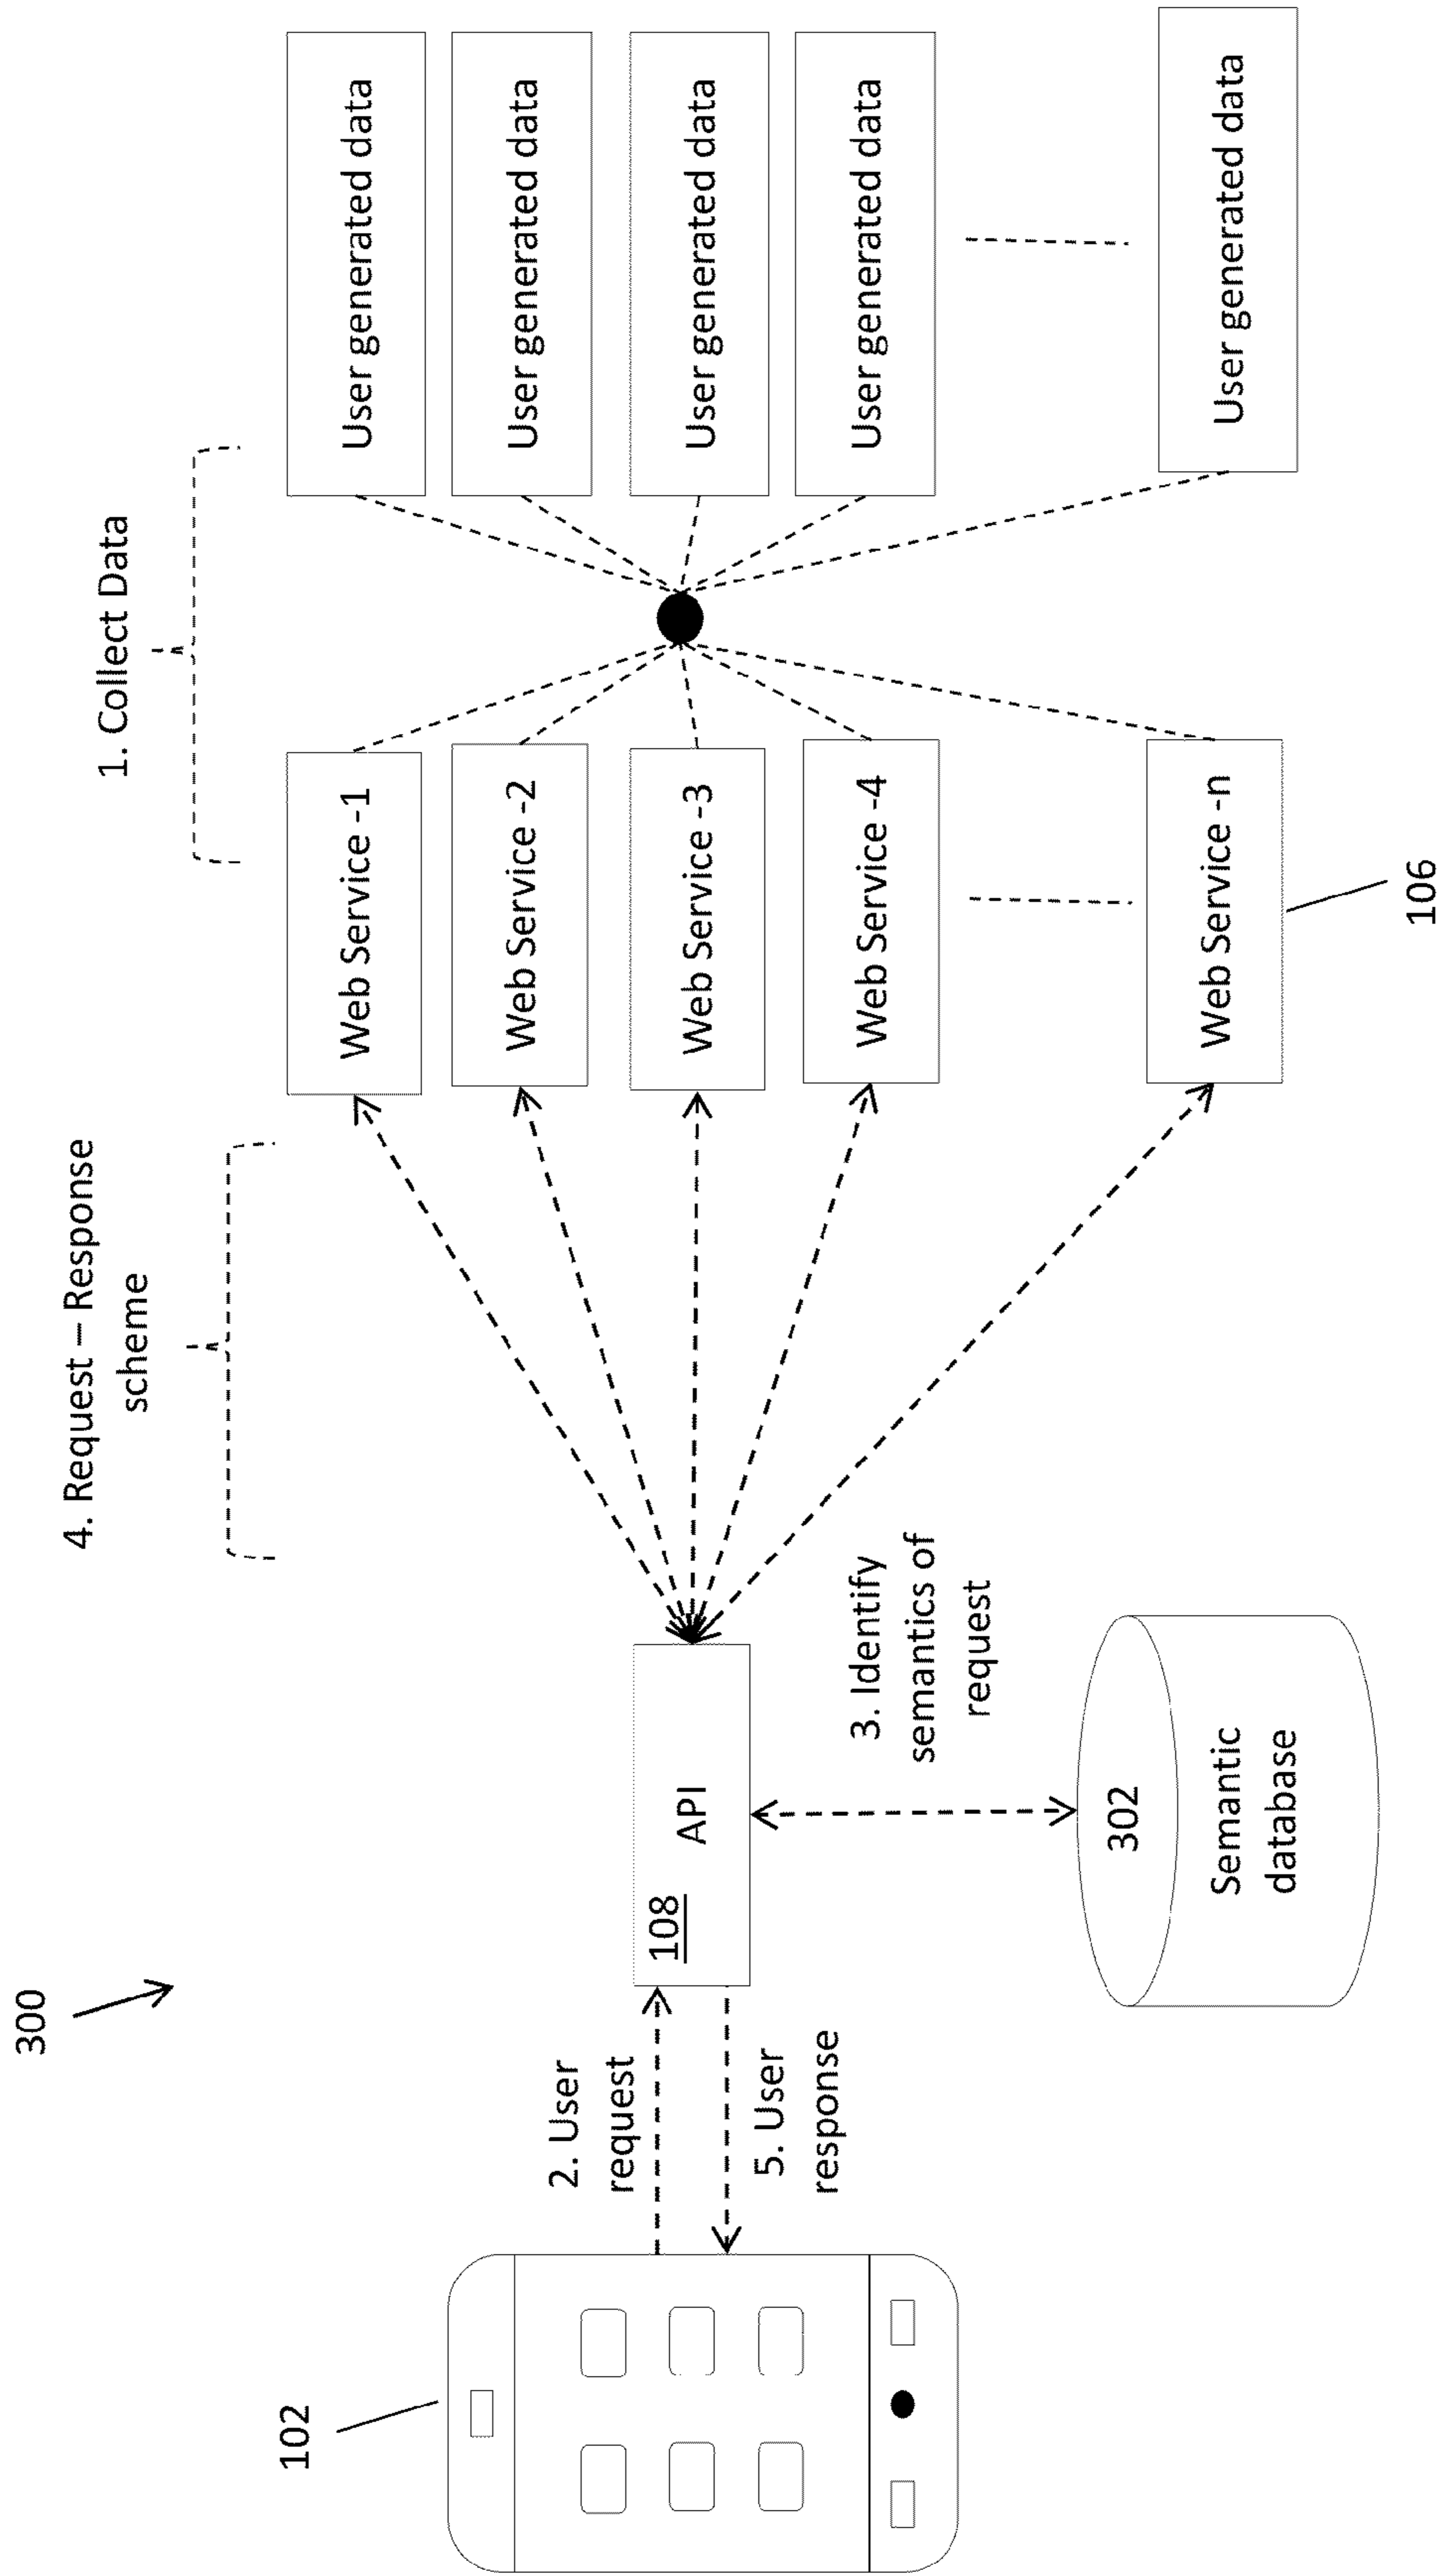 300
102
2. User
request
5. User
response
108
API
3. Identify
semantics of
request
302
Semantic
database
4. Request – Response
scheme
1. Collect Data
Web Service -1
Web Service -2
Web Service -3
Web Service -4
Web Service -n
106
User generated data
User generated data
User generated data
User generated data
User generated data